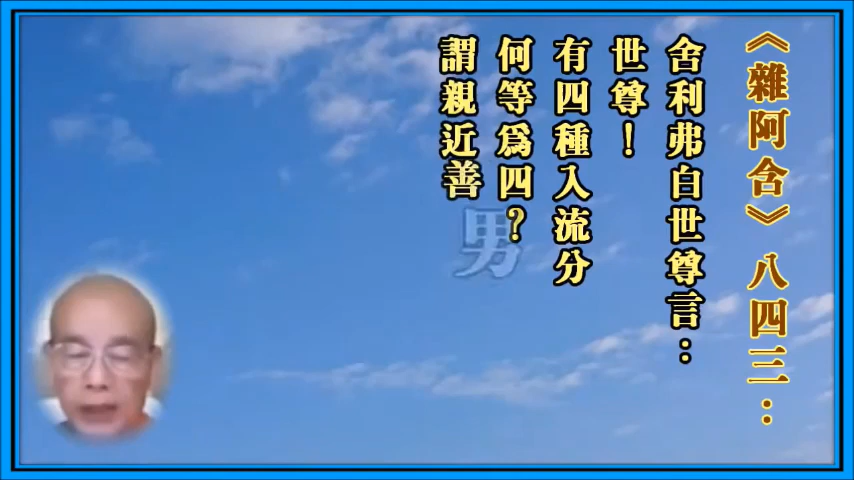 《雜阿含》八四三：
舍利弗白世尊言：
世尊！
有四種入流分
何等爲四？
謂親近善
男